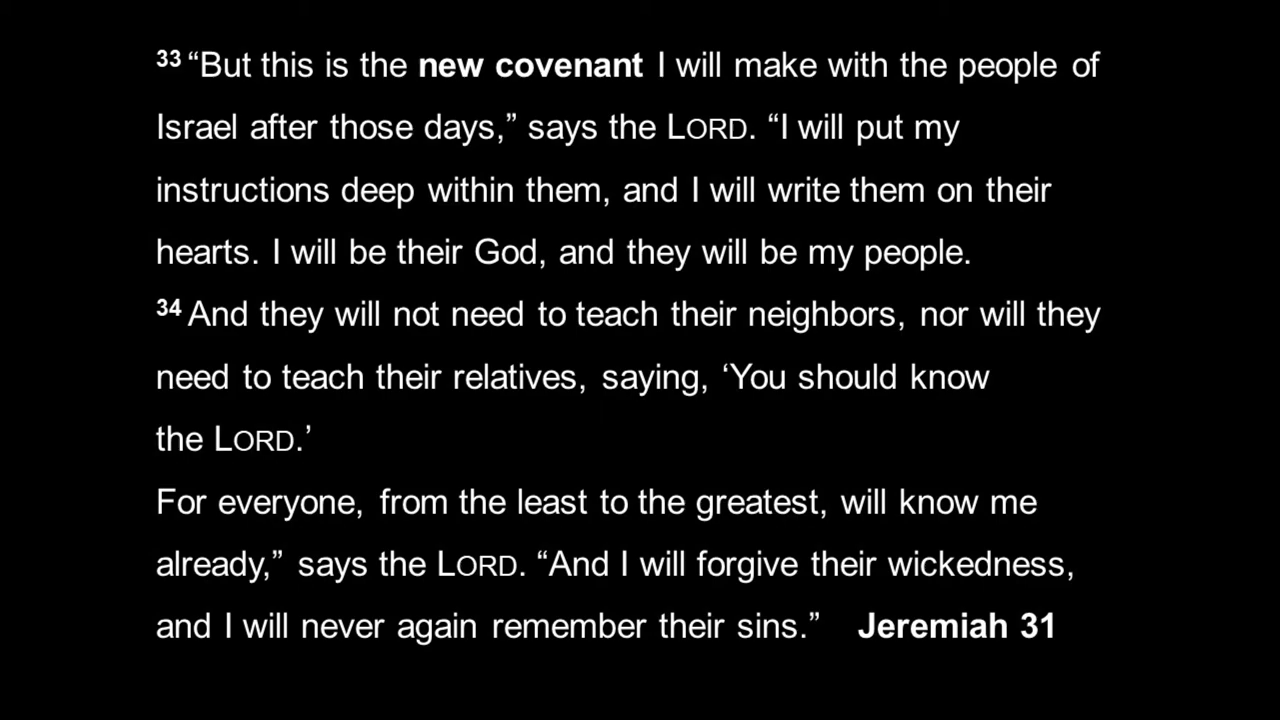 33 “But this is the new covenant I will make with the people of
Israel after those days,” says the LORD. “I will put my
instructions deep within them, and I will write them on their
hearts. I will be their God, and they will be my people.
34 And they will not need to teach their neighbors, nor will they
need to teach their relatives, saying, ‘You should know
the LORD.’
For everyone, from the least to the greatest, will know me
already,” says the LORD. “And I will forgive their wickedness,
and I will never again remember their sins.” Jeremiah 31